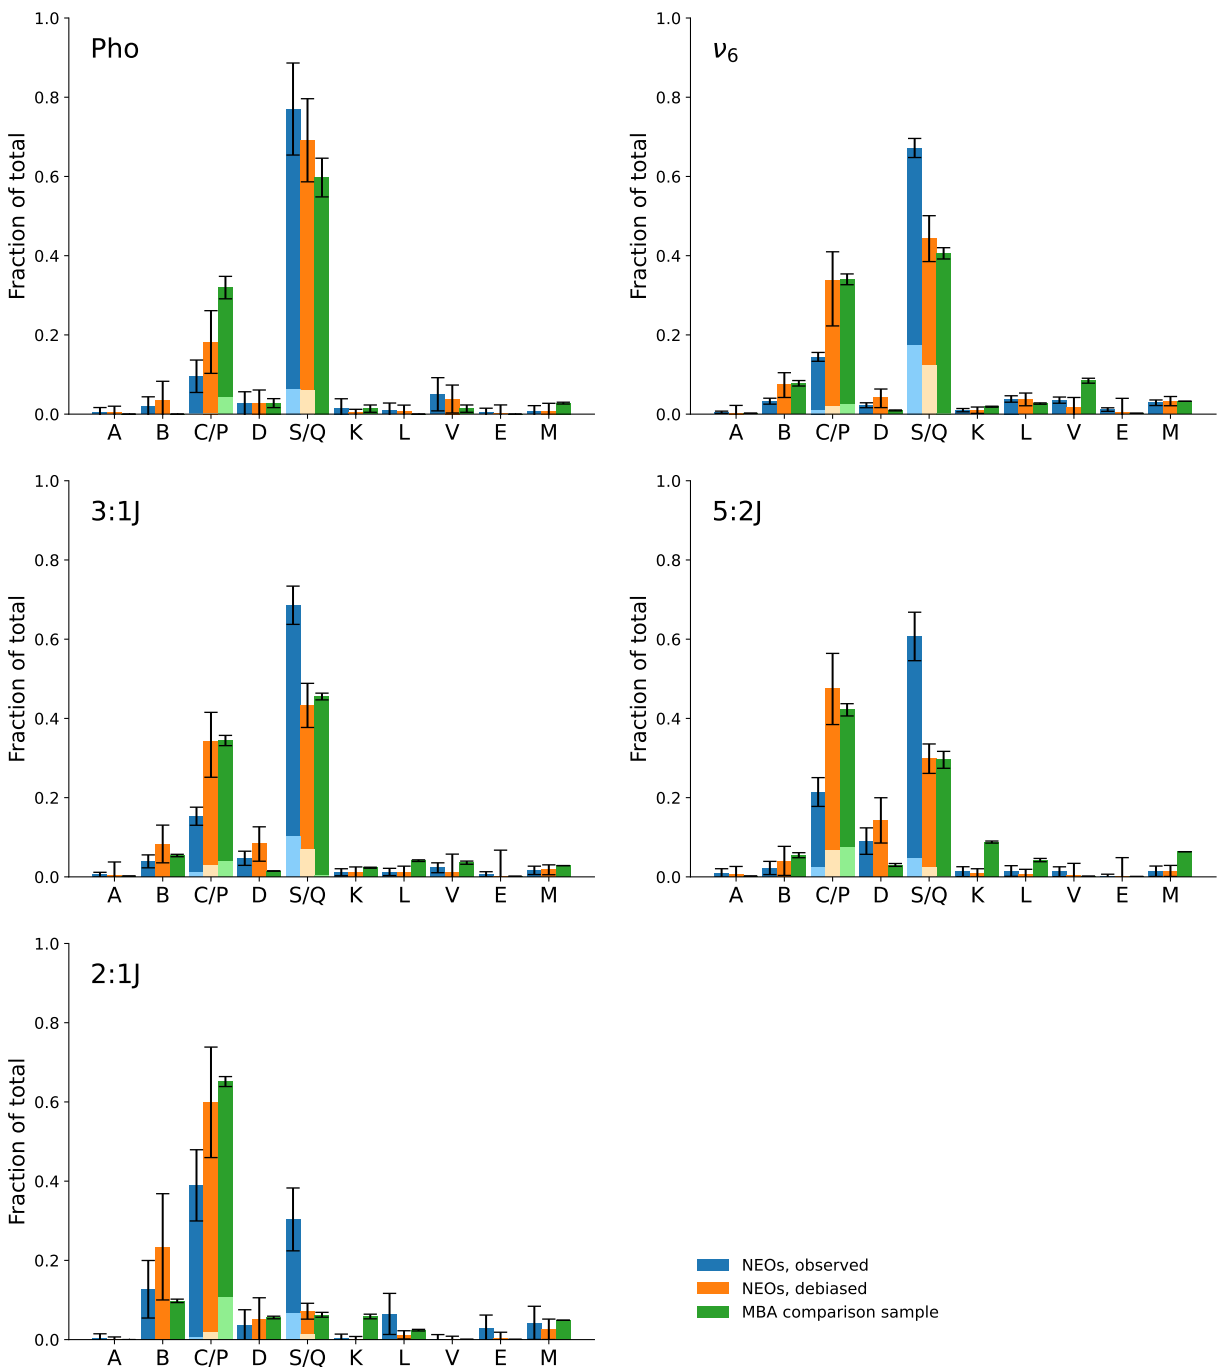 Pho
Fraction of total
1.0
0.8
0.6
0.4
0.2
0.0
A B C/P D S/Q K L V E M
ν6
Fraction of total
1.0
0.8
0.6
0.4
0.2
0.0
A B C/P D S/Q K L V E M
3:1J
Fraction of total
1.0
0.8
0.6
0.4
0.2
0.0
A B C/P D S/Q K L V E M
5:2J
Fraction of total
1.0
0.8
0.6
0.4
0.2
0.0
A B C/P D S/Q K L V E M
2:1J
Fraction of total
1.0
0.8
0.6
0.4
0.2
0.0
A B C/P D S/Q K L V E M
NEOs, observed
NEOs, debiased
MBA comparison sample